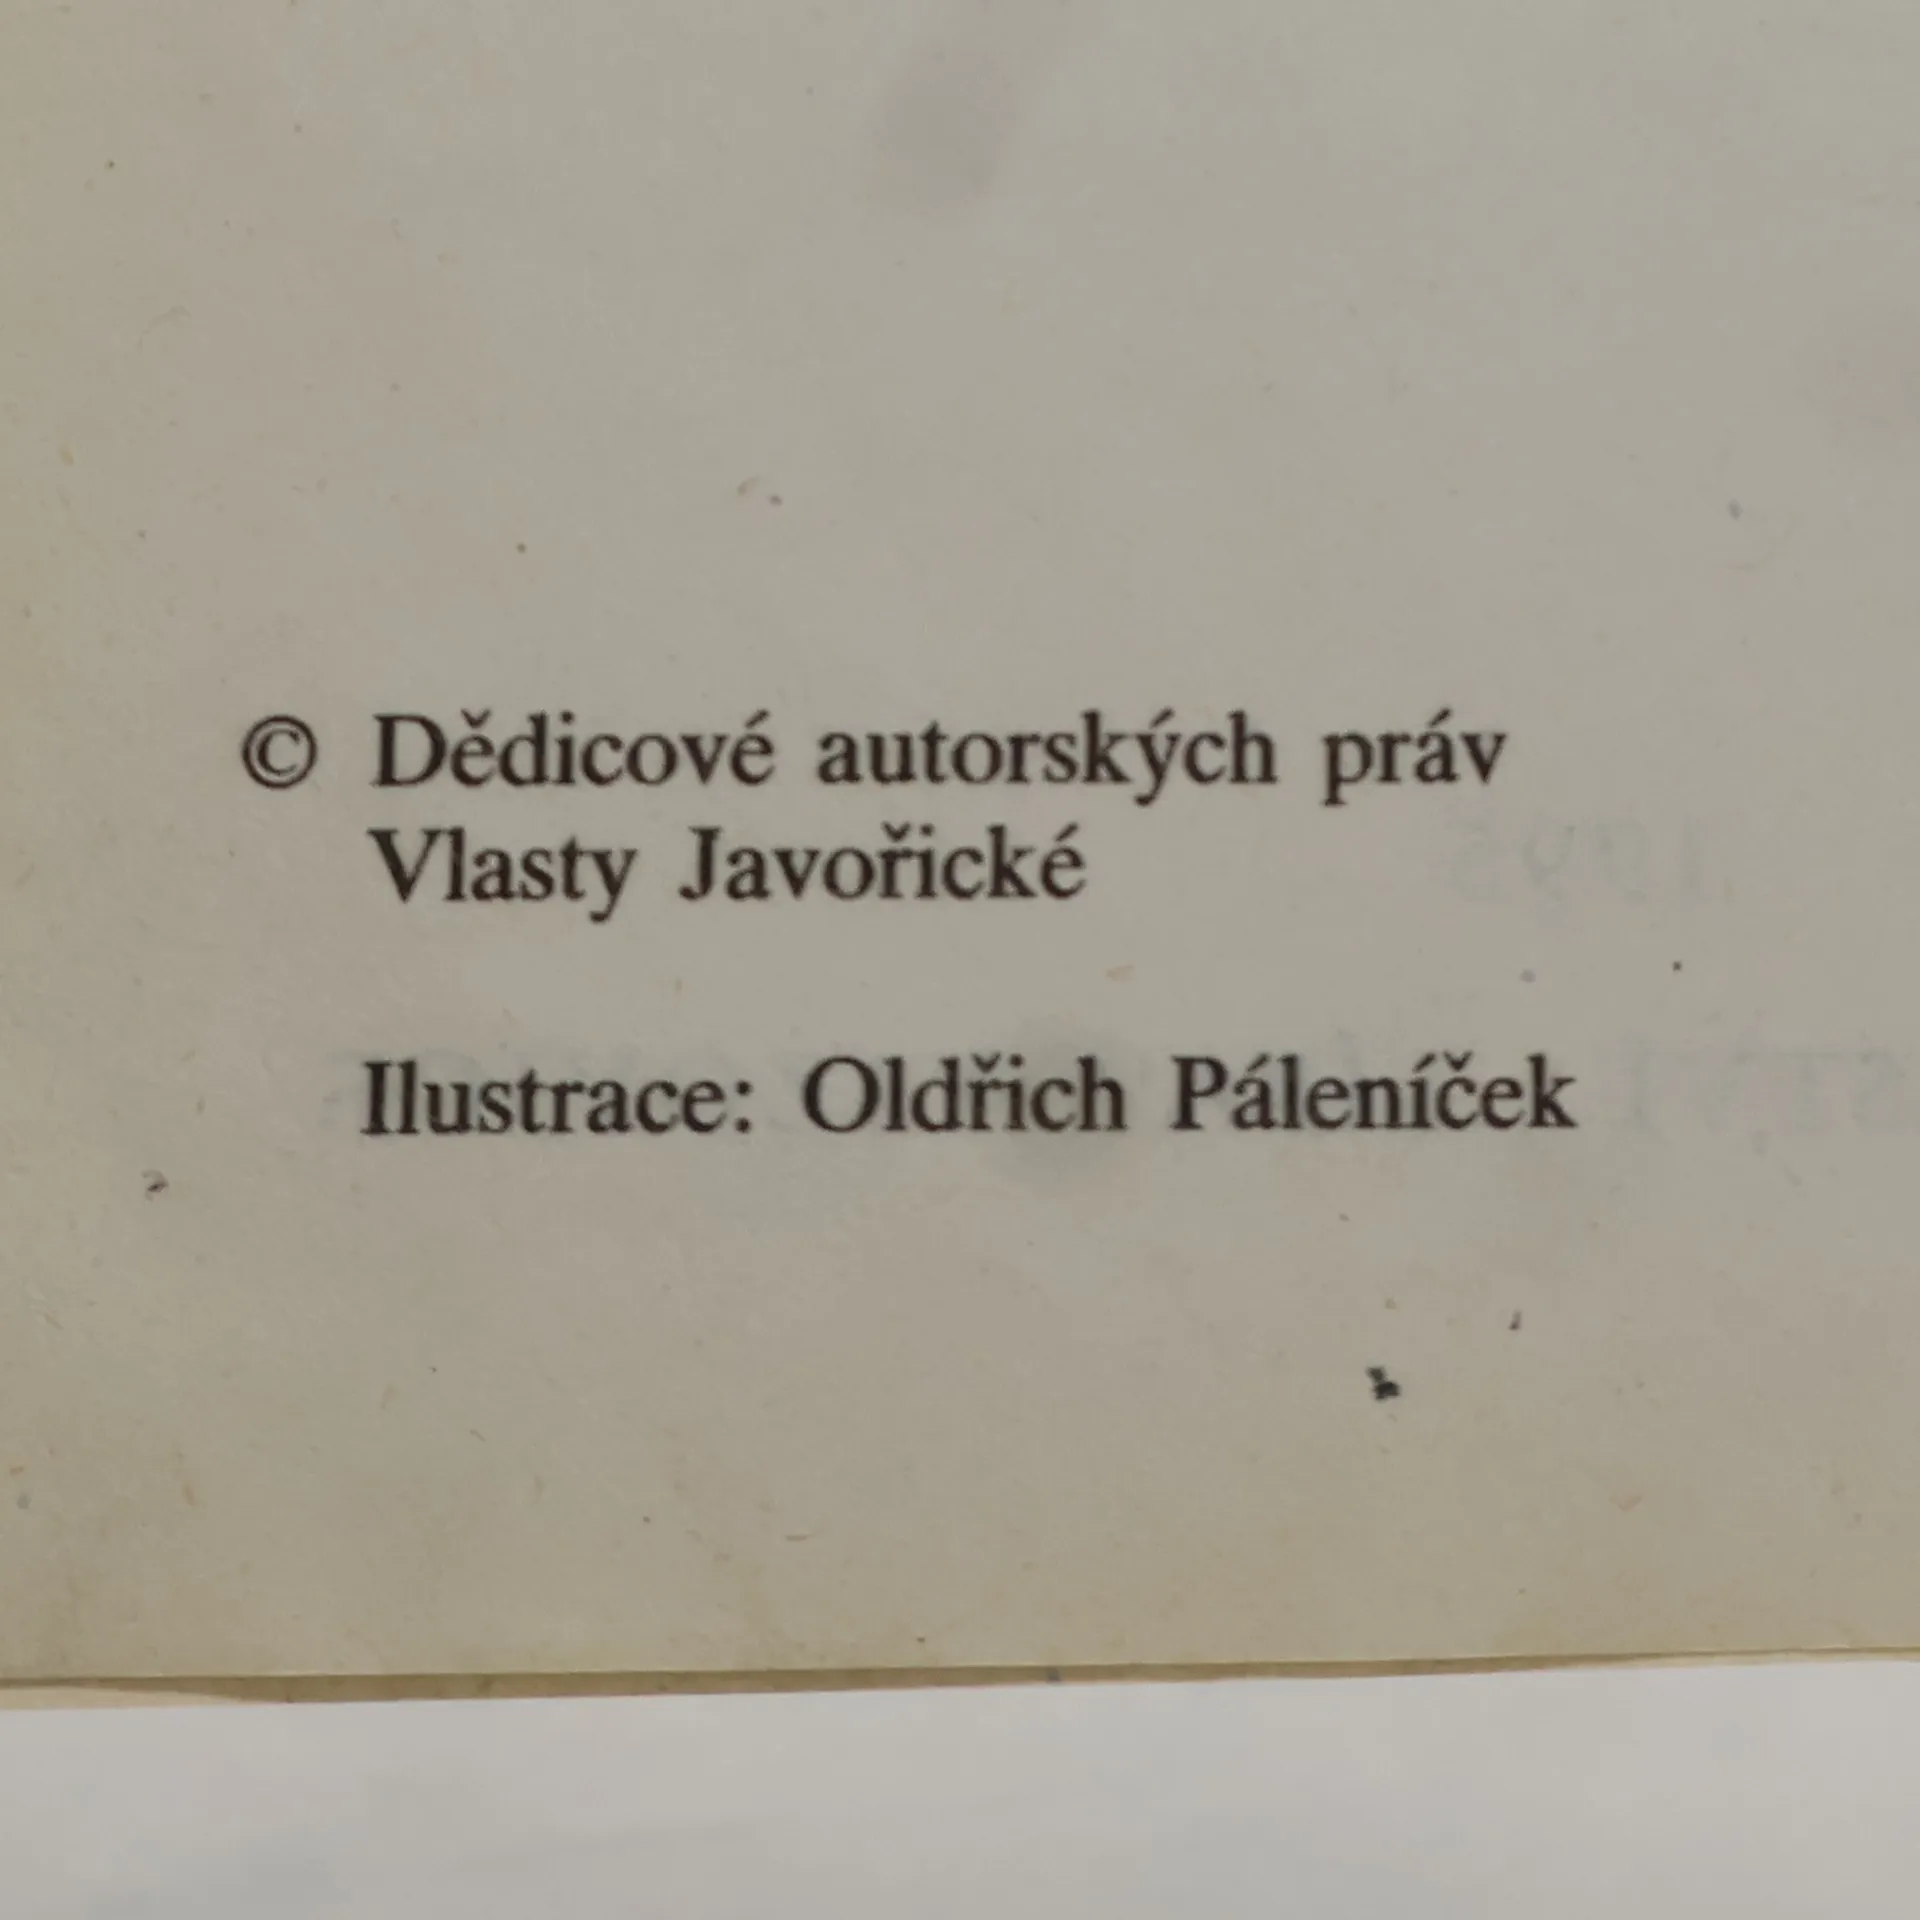 © Dědicové autorských práv
Vlasty Javořické
Ilustrace: Oldřich Páleníček